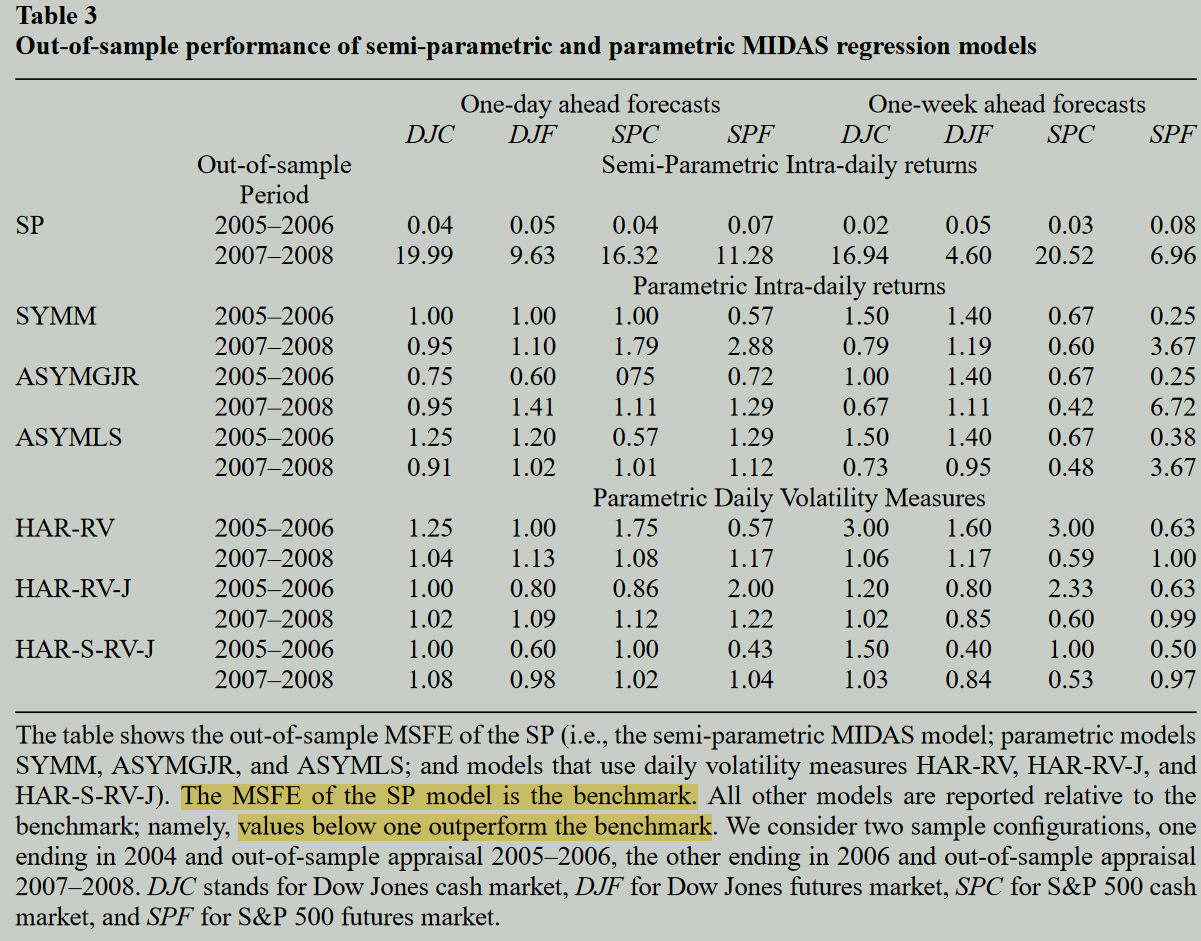 Table 3
Out-of-sample performance of semi-parametric and parametric MIDAS regression models
One-day ahead forecasts One-week ahead forecasts
DJC DJF SPC SPF DJC DJF SPC SPF
Out-of-sample Semi-Parametric Intra-daily returns
Period
SP 2005–2006 0.04 0.05 0.04 0.07 0.02 0.05 0.03 0.08
2007–2008 19.99 9.63 16.32 11.28 16.94 4.60 20.52 6.96
Parametric Intra-daily returns
SYMM 2005–2006 1.00 1.00 1.00 0.57 1.50 1.40 0.67 0.25
2007–2008 0.95 1.10 1.79 2.88 0.79 1.19 0.60 3.67
ASYMGJR 2005–2006 0.75 0.60 075 0.72 1.00 1.40 0.67 0.25
2007–2008 0.95 1.41 1.11 1.29 0.67 1.11 0.42 6.72
ASYMLS 2005–2006 1.25 1.20 0.57 1.29 1.50 1.40 0.67 0.38
2007–2008 0.91 1.02 1.01 1.12 0.73 0.95 0.48 3.67
Parametric Daily Volatility Measures
HAR-RV 2005–2006 1.25 1.00 1.75 0.57 3.00 1.60 3.00 0.63
2007–2008 1.04 1.13 1.08 1.17 1.06 1.17 0.59 1.00
HAR-RV-J 2005–2006 1.00 0.80 0.86 2.00 1.20 0.80 2.33 0.63
2007–2008 1.02 1.09 1.12 1.22 1.02 0.85 0.60 0.99
HAR-S-RV-J 2005–2006 1.00 0.60 1.00 0.43 1.50 0.40 1.00 0.50
2007–2008 1.08 0.98 1.02 1.04 1.03 0.84 0.53 0.97
The table shows the out-of-sample MSFE of the SP (i.e., the semi-parametric MIDAS model; parametric models
SYMM, ASYMGJR, and ASYMLS; and models that use daily volatility measures HAR-RV, HAR-RV-J, and
HAR-S-RV-J). The MSFE of the SP model is the benchmark. All other models are reported relative to the
benchmark; namely, values below one outperform the benchmark. We consider two sample configurations, one
ending in 2004 and out-of-sample appraisal 2005–2006, the other ending in 2006 and out-of-sample appraisal
2007–2008. DJC stands for Dow Jones cash market, DJF for Dow Jones futures market, SPC for S&P 500 cash
market, and SPF for S&P 500 futures market.